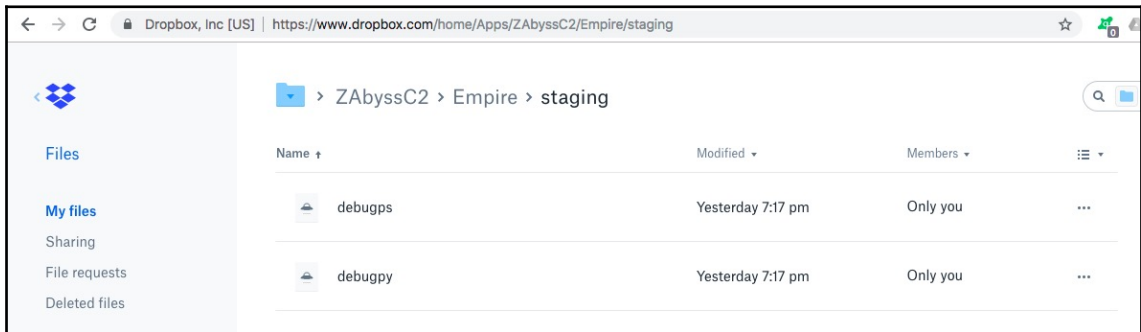 Dropbox, Inc [US] | https://www.dropbox.com/home/Apps/ZAbyssC2/Empire/staging
0
> ZAbyssC2 > Empire > staging
Files
Name Modified Members
My files
debugps Yesterday 7:17 pm Only you
Sharing
File requests
debugpy Yesterday 7:17 pm Only you
Deleted files